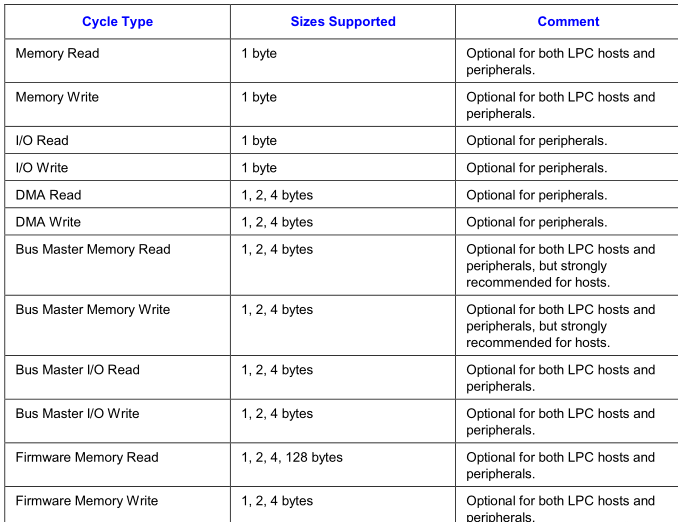 Cycle Type Sizes Supported Comment
Memory Read 1 byte Optional for both LPC hosts and
peripherals.
Memory Write 1 byte Optional for both LPC hosts and
peripherals.
I/O Read 1 byte Optional for peripherals.
I/O Write 1 byte Optional for peripherals.
DMA Read 1, 2, 4 bytes Optional for peripherals.
DMA Write 1, 2, 4 bytes Optional for peripherals.
Bus Master Memory Read 1, 2, 4 bytes Optional for both LPC hosts and
peripherals, but strongly
recommended for hosts.
Bus Master Memory Write 1, 2, 4 bytes Optional for both LPC hosts and
peripherals, but strongly
recommended for hosts.
Bus Master I/O Read 1, 2, 4 bytes Optional for both LPC hosts and
peripherals.
Bus Master I/O Write 1, 2, 4 bytes Optional for both LPC hosts and
peripherals.
Firmware Memory Read 1, 2, 4, 128 bytes Optional for both LPC hosts and
peripherals.
Firmware Memory Write 1, 2, 4 bytes Optional for both LPC hosts and
peripherals.